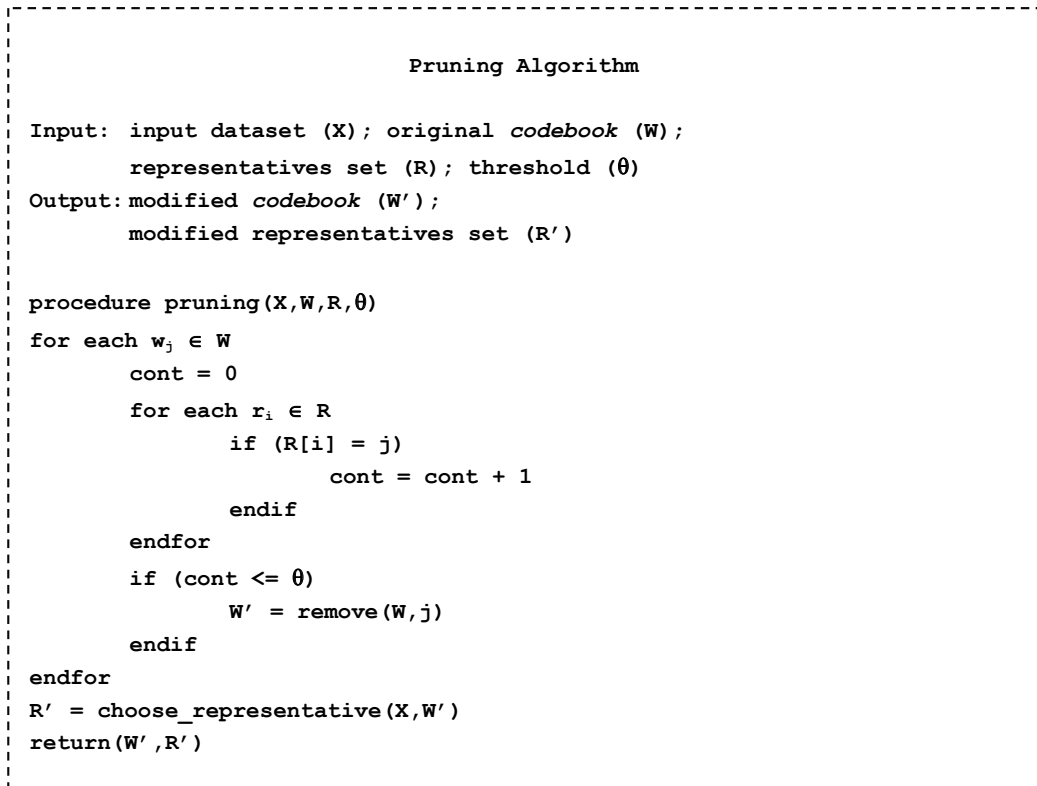 Pruning Algorithm
Input: input dataset (X); original codebook (W);
representatives set (R); threshold (θ)
Output: modified codebook (W′);
modified representatives set (R′)
procedure pruning(X,W,R,θ)
for each wⱼ ∈ W
cont = 0
for each rᵢ ∈ R
if (R[i] = j)
cont = cont + 1
endif
endfor
if (cont <= θ)
W′ = remove(W,j)
endif
endfor
R′ = choose_representative(X,W′)
return(W′,R′)